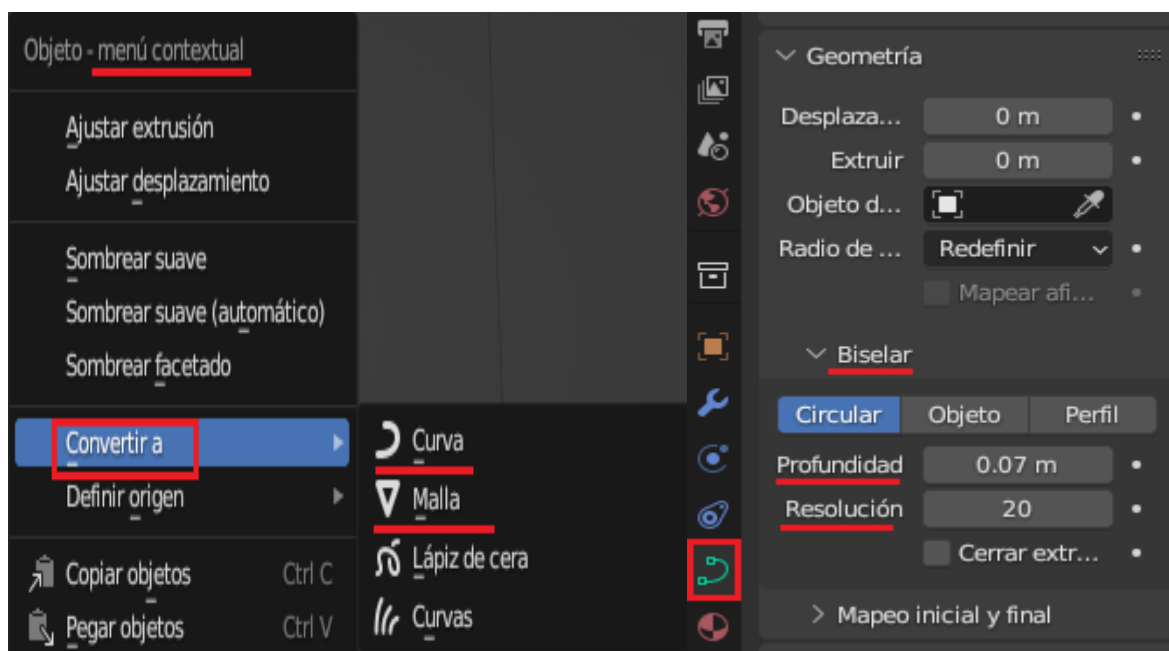 Objeto - menú contextual
Ajustar extrusión
Ajustar desplazamiento
Sombrear suave
Sombrear suave (automático)
Sombrear facetado
Convertir a
Definir origen
Copiar objetos Ctrl C
Pegar objetos Ctrl V
Curva
Malla
Lápiz de cera
Curvas
Geometría
Desplaza... 0 m
Extruir 0 m
Objeto d...
Radio de ... Redefinir
Mapear afi...
Biselar
Circular Objeto Perfil
Profundidad 0.07 m
Resolución 20
Cerrar extr...
Mapeo inicial y final